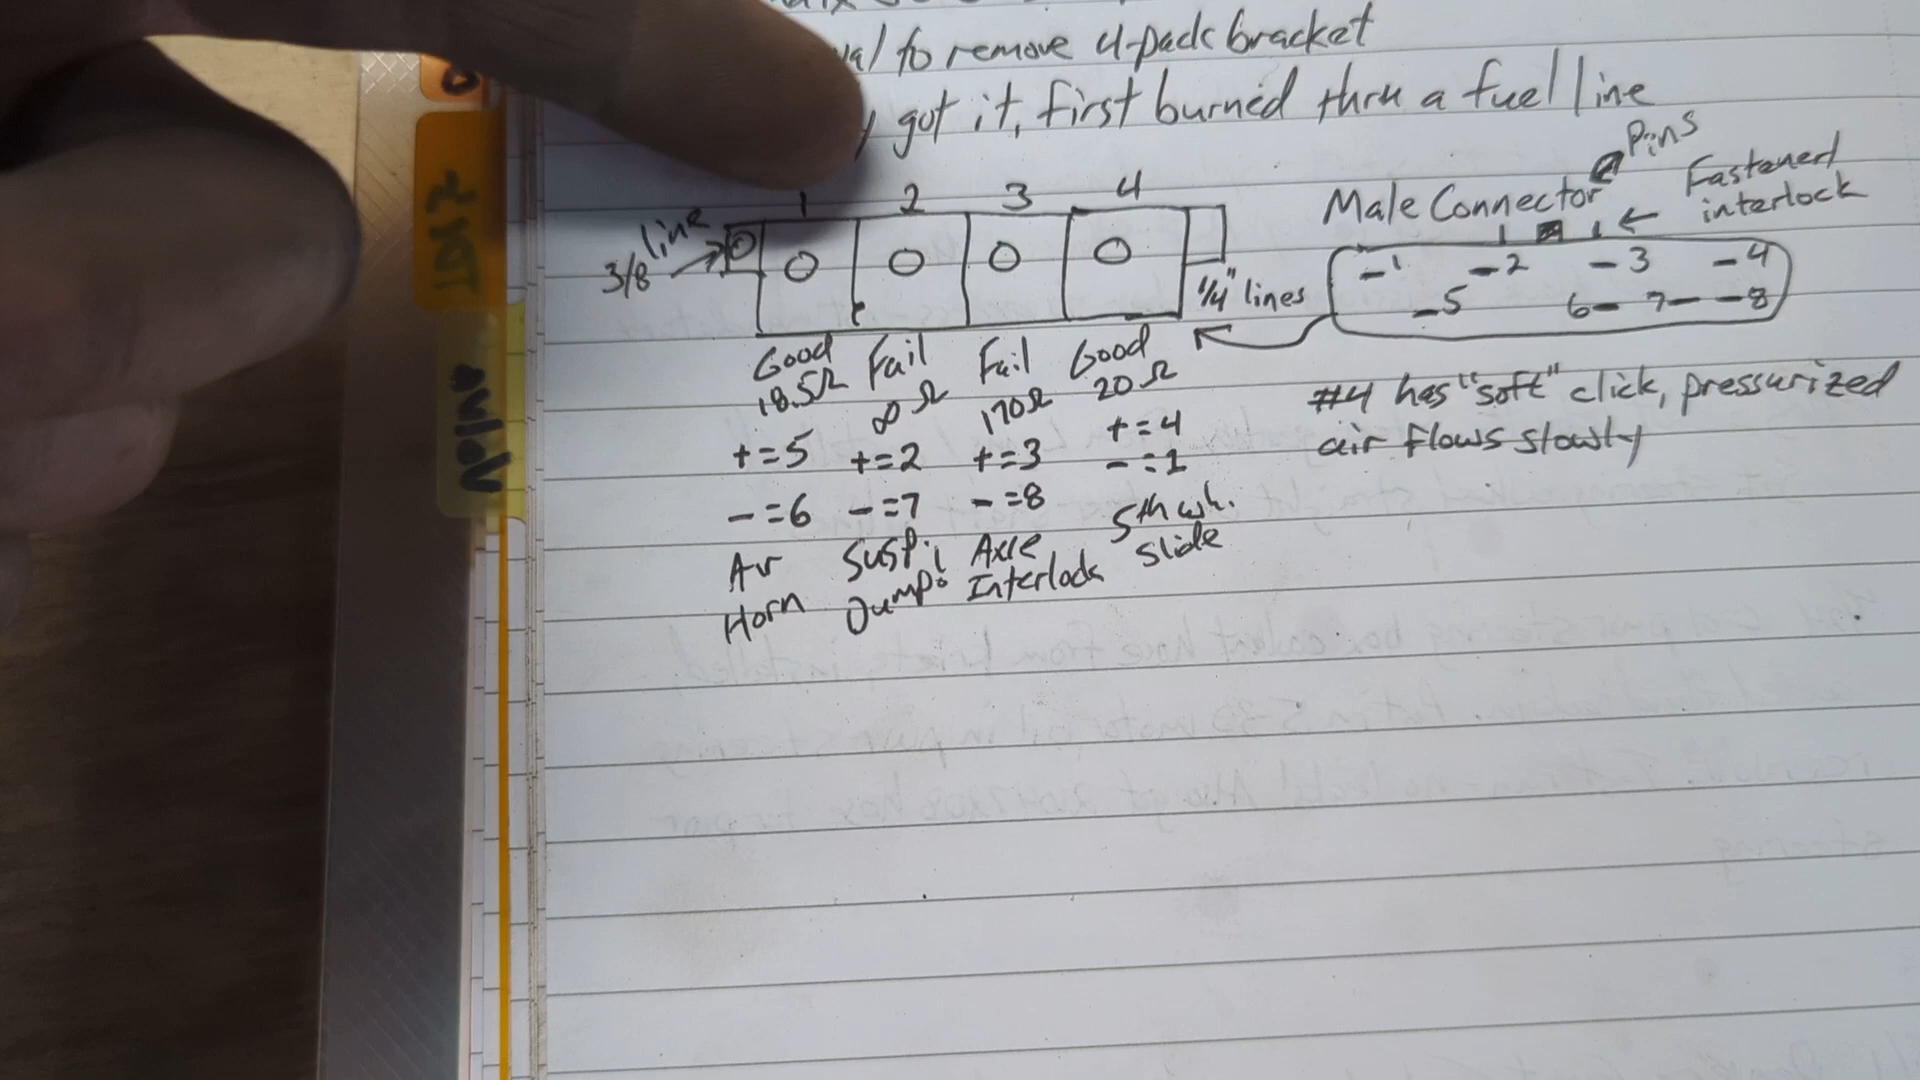 to remove 4-pack bracket
got it, first burned thru a fuel line
Pins
Fastened
interlock
Male Connector
1 2 3 4
3/8 line
1/4" lines
1 2 3 4
5 6 7 8
Good Fail Fail Good
18.5Ω ∞ Ω 170Ω 20Ω
+=5 +=2 +=3 +=4
-=6 -=7 -=8 -=1
Air Susp. Axle 5th wh.
Horn Dump Interlock Slide
#4 has "soft" click, pressurized
air flows slowly